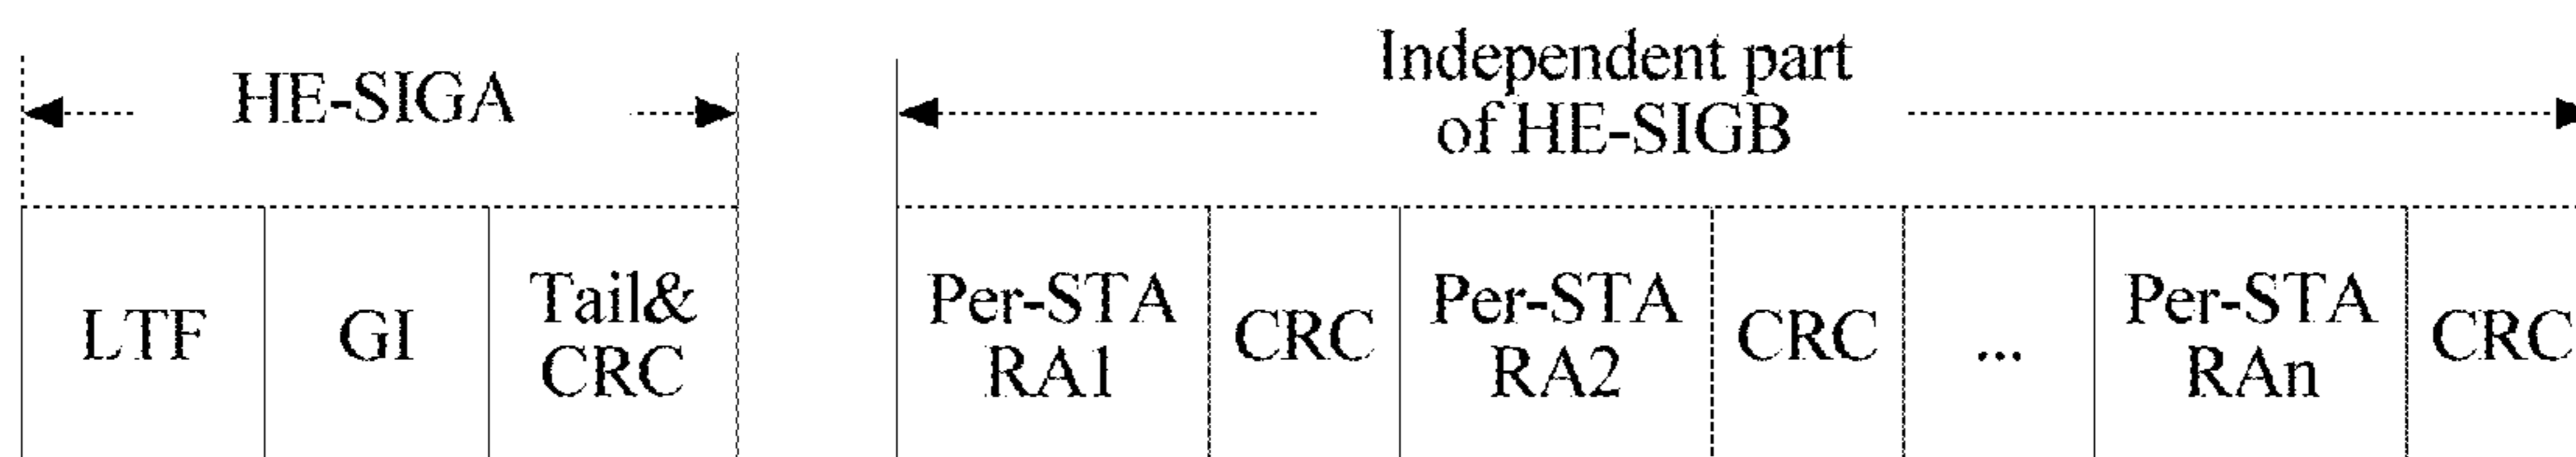 HE-SIGA
Independent part
of HE-SIGB
LTF
GI
Tail&
CRC
Per-STA
RA1
CRC
Per-STA
RA2
CRC
...
Per-STA
RAn
CRC